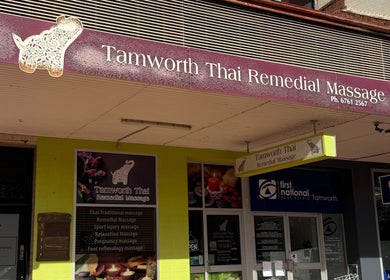 Tamworth Thai Remedial Massage
Ph. 6761 2567
Tamworth Thai
Remedial Massage
Tamworth Thai
Remedial Massage
Thai Traditional massage
Remedial Massage
Sport injury massage
Relaxation Massage
Pregnancy massage
Foot reflexology massage
first
national
Tamworth